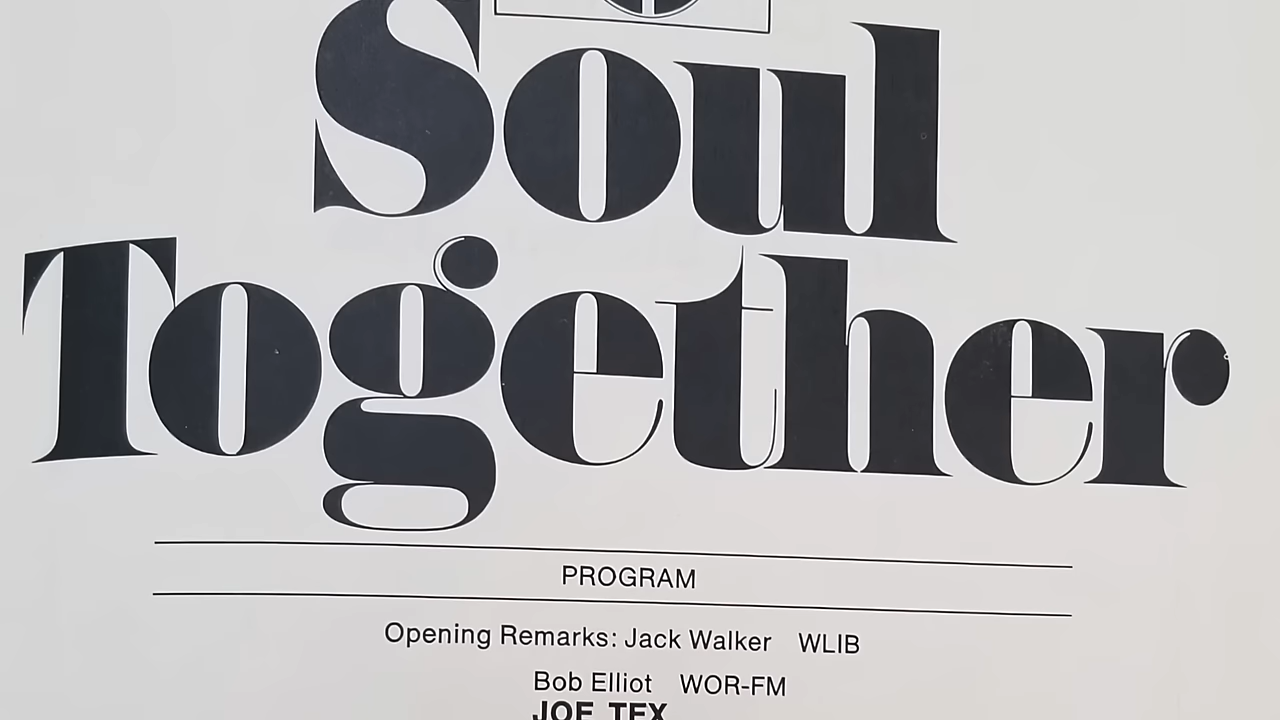 Soul
Together
PROGRAM
Opening Remarks: Jack Walker WLIB
Bob Elliot WOR-FM
JOE TEX